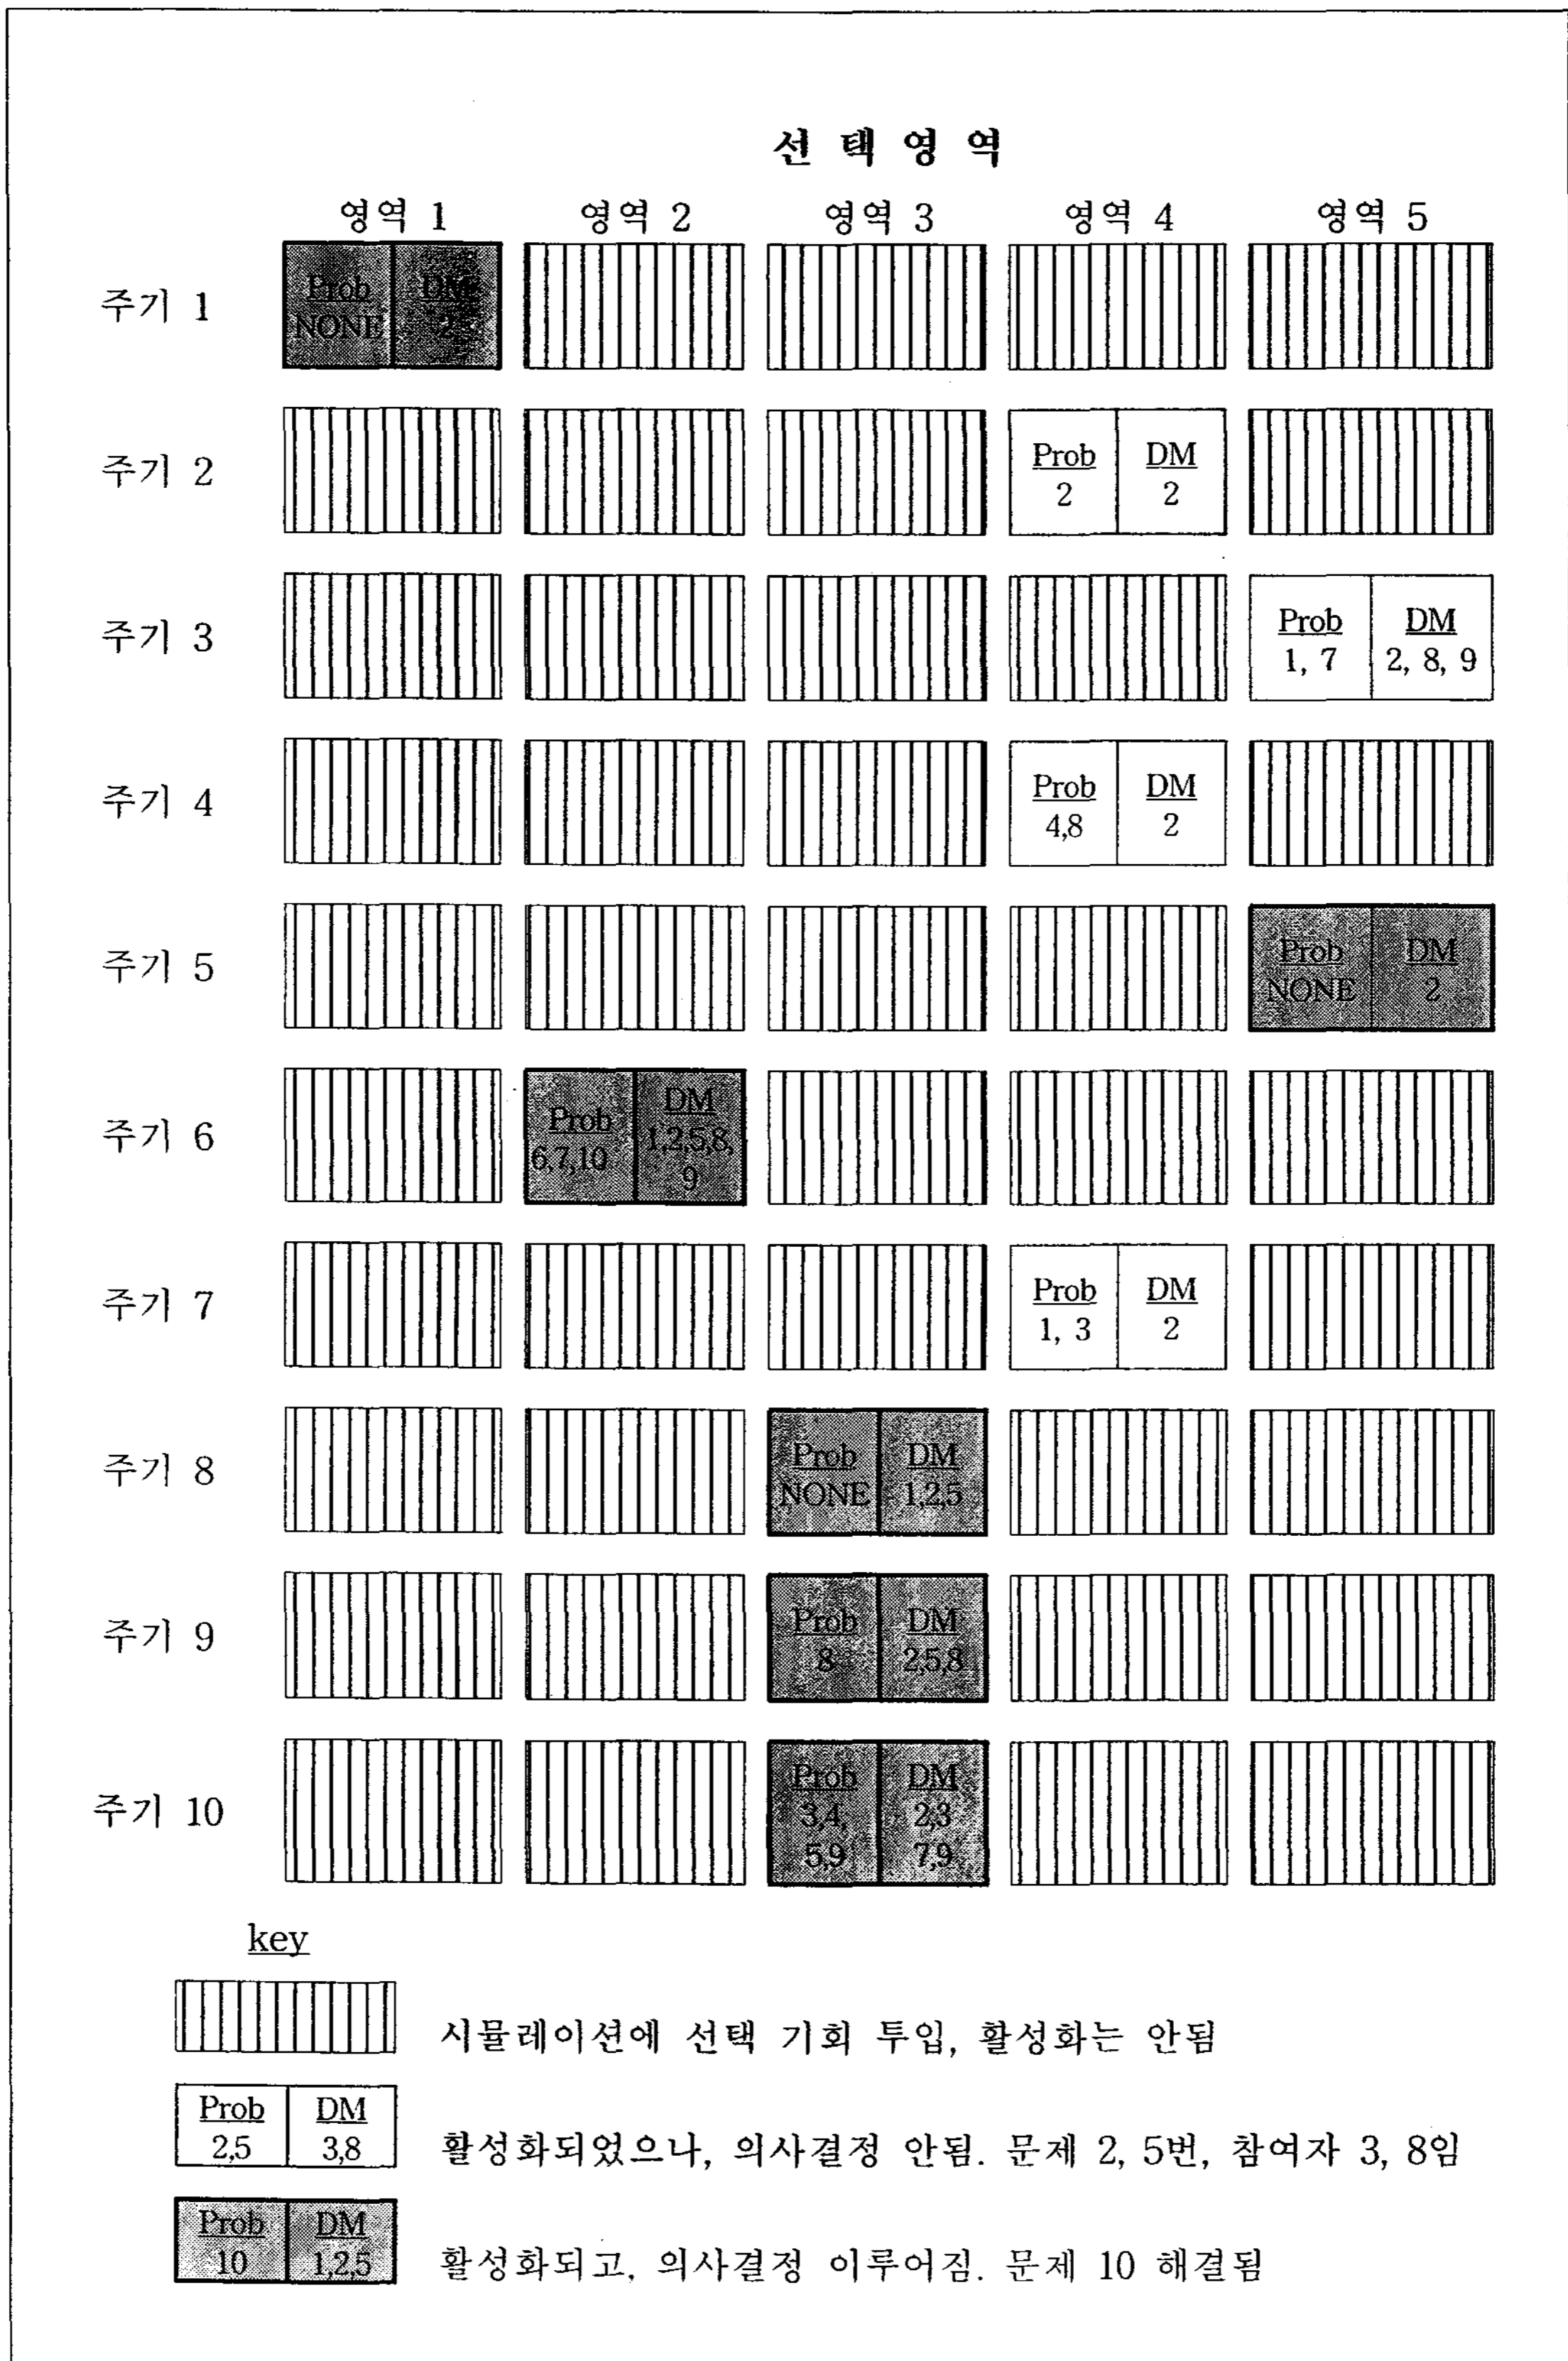 선 택 영 역
영역 1 영역 2 영역 3 영역 4 영역 5
주기 1
Prob DM
NONE 2
주기 2
Prob DM
2 2
주기 3
Prob DM
1, 7 2, 8, 9
주기 4
Prob DM
4,8 2
주기 5
Prob DM
NONE 2
주기 6
Prob DM
6,7,10 1,2,5,8,
9
주기 7
Prob DM
1, 3 2
주기 8
Prob DM
NONE 1,2,5
주기 9
Prob DM
8 2,5,8
주기 10
Prob DM
3,4, 2,3
5,9 7,9
key
시뮬레이션에 선택 기회 투입, 활성화는 안됨
Prob DM
2,5 3,8
활성화되었으나, 의사결정 안됨. 문제 2, 5번, 참여자 3, 8임
Prob DM
10 1,2,5
활성화되고, 의사결정 이루어짐. 문제 10 해결됨